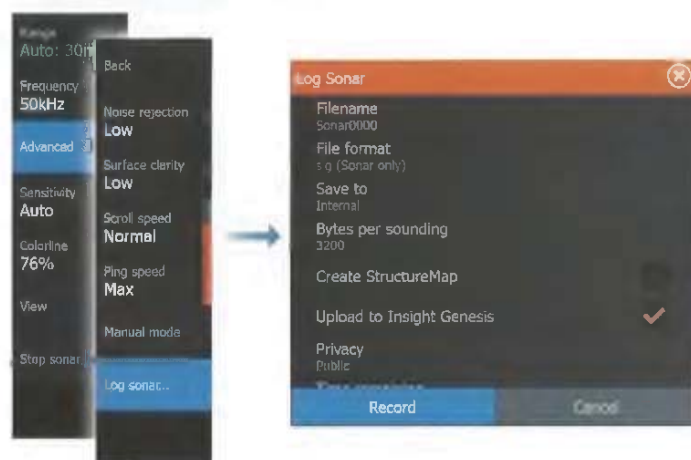 Range
Auto: 30m
Frequency
50kHz
Advanced
Sensitivity
Auto
Colorline
76%
View
Stop sonar
Back
Noise rejection
Low
Surface clarity
Low
Scroll speed
Normal
Ping speed
Max
Manual mode
Log sonar...
Log Sonar
Filename
Sonar0000
File format
(Sonar only)
Save to
Internal
Bytes per sounding
3200
Create StructureMap
Upload to Insight Genesis
Privacy
Public
Record
Cancel